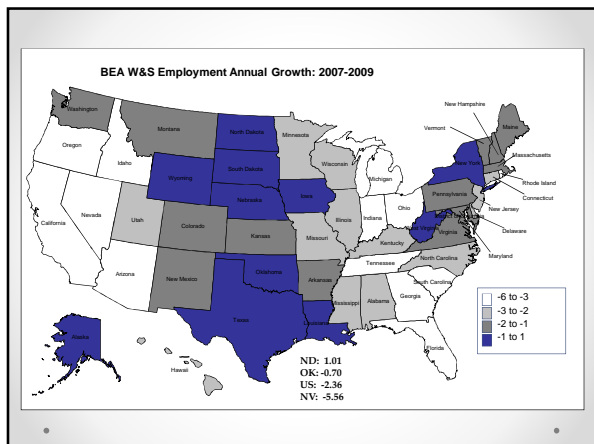 BEA W&S Employment Annual Growth: 2007-2009
Washington
Oregon
California
Nevada
Idaho
Montana
Wyoming
Utah
Colorado
Arizona
New Mexico
North Dakota
South Dakota
Nebraska
Kansas
Oklahoma
Texas
Minnesota
Iowa
Missouri
Arkansas
Louisiana
Wisconsin
Illinois
Michigan
Indiana
Ohio
Kentucky
Tennessee
Mississippi
Alabama
Georgia
Florida
South Carolina
North Carolina
Virginia
West Virginia
Pennsylvania
New York
Vermont
New Hampshire
Maine
Massachusetts
Rhode Island
Connecticut
New Jersey
Delaware
Maryland
Alaska
Hawaii
-6 to -3
-3 to -2
-2 to -1
-1 to 1
ND: 1.01
OK: -0.70
US: -2.36
NV: -5.56